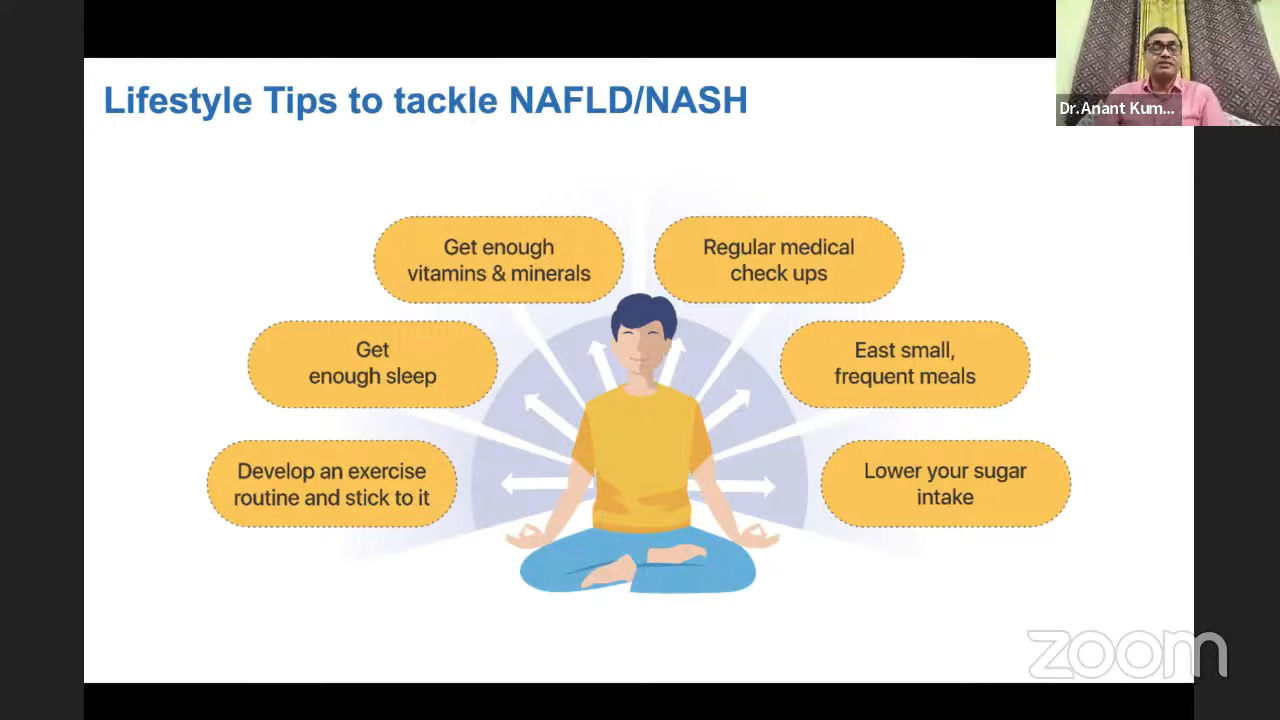 Lifestyle Tips to tackle NAFLD/NASH
Dr.Anant Kum...
Get enough
vitamins & minerals
Regular medical
check ups
Get
enough sleep
East small,
frequent meals
Develop an exercise
routine and stick to it
Lower your sugar
intake
zoom